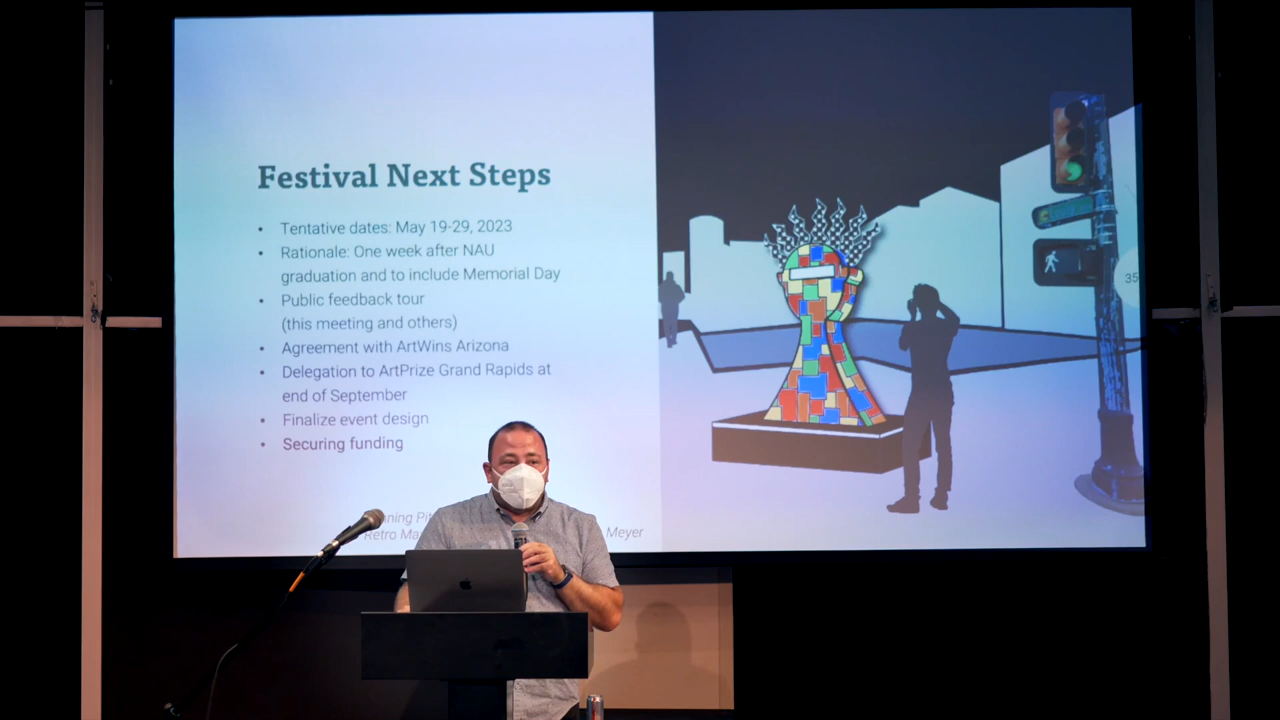 Festival Next Steps
• Tentative dates: May 19-29, 2023
• Rationale: One week after NAU
graduation and to include Memorial Day
• Public feedback tour
(this meeting and others)
• Agreement with ArtWins Arizona
• Delegation to ArtPrize Grand Rapids at
end of September
• Finalize event design
• Securing funding
Retro Meyer
35